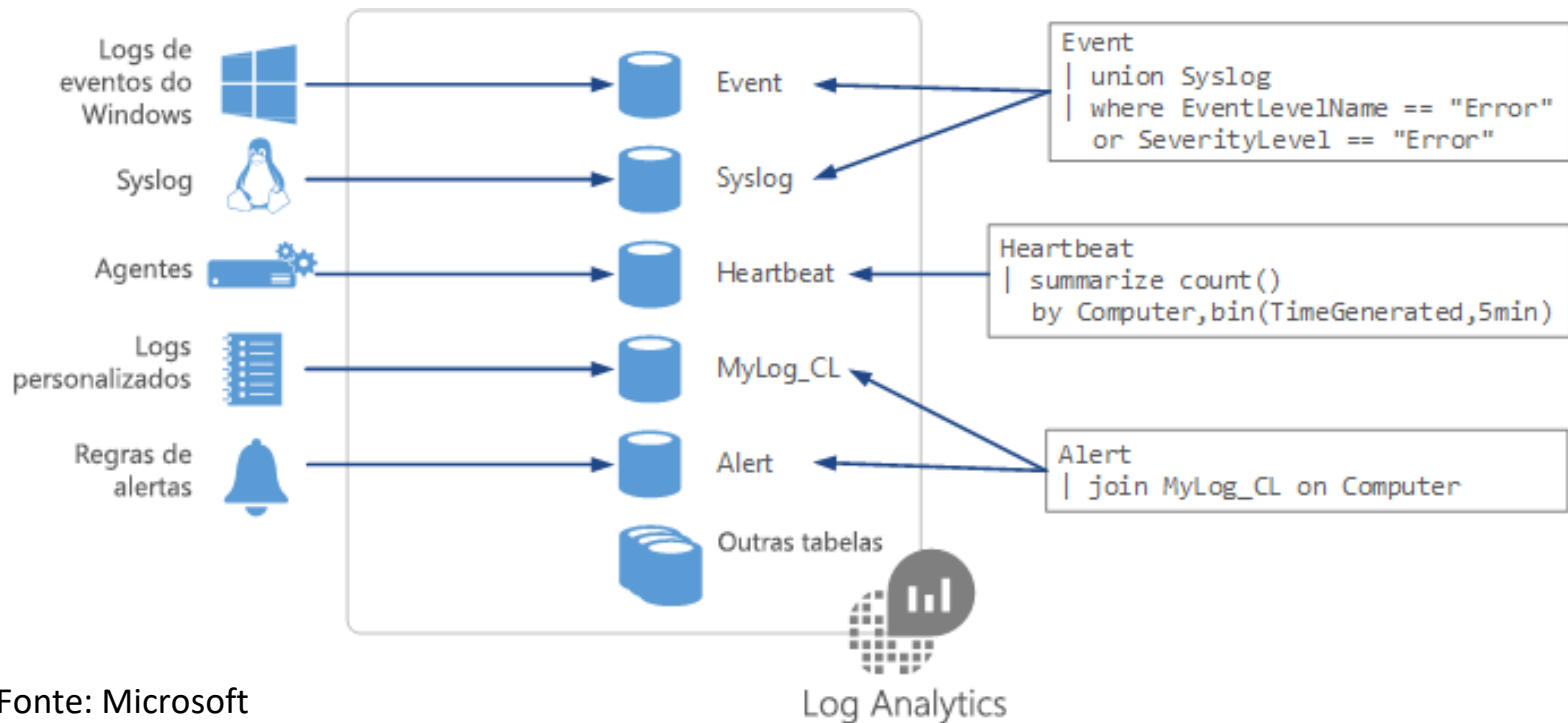 Logs de
eventos do
Windows
Syslog
Agentes
Logs
personalizados
Regras de
alertas
Event
Syslog
Heartbeat
MyLog_CL
Alert
Outras tabelas
Event
| union Syslog
| where EventLevelName == "Error"
or SeverityLevel == "Error"
Heartbeat
| summarize count()
by Computer,bin(TimeGenerated,5min)
Alert
| join MyLog_CL on Computer
Log Analytics
Fonte: Microsoft